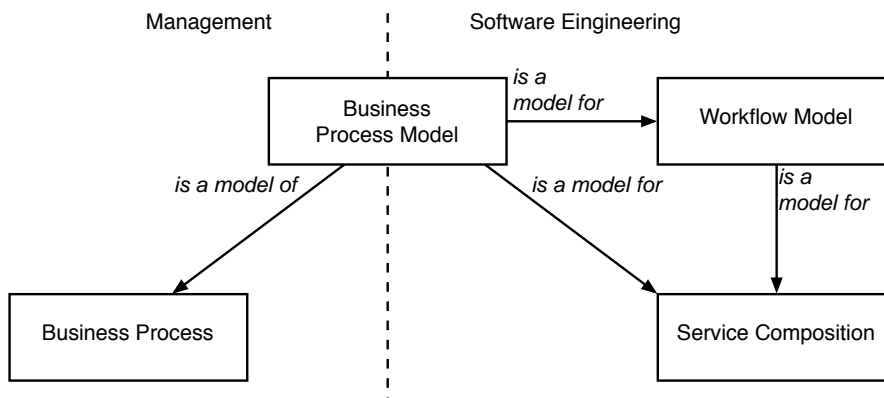 Management
Software Eingineering
Business
Process Model
is a
model for
Workflow Model
is a model of
is a model for
is a
model for
Business Process
Service Composition